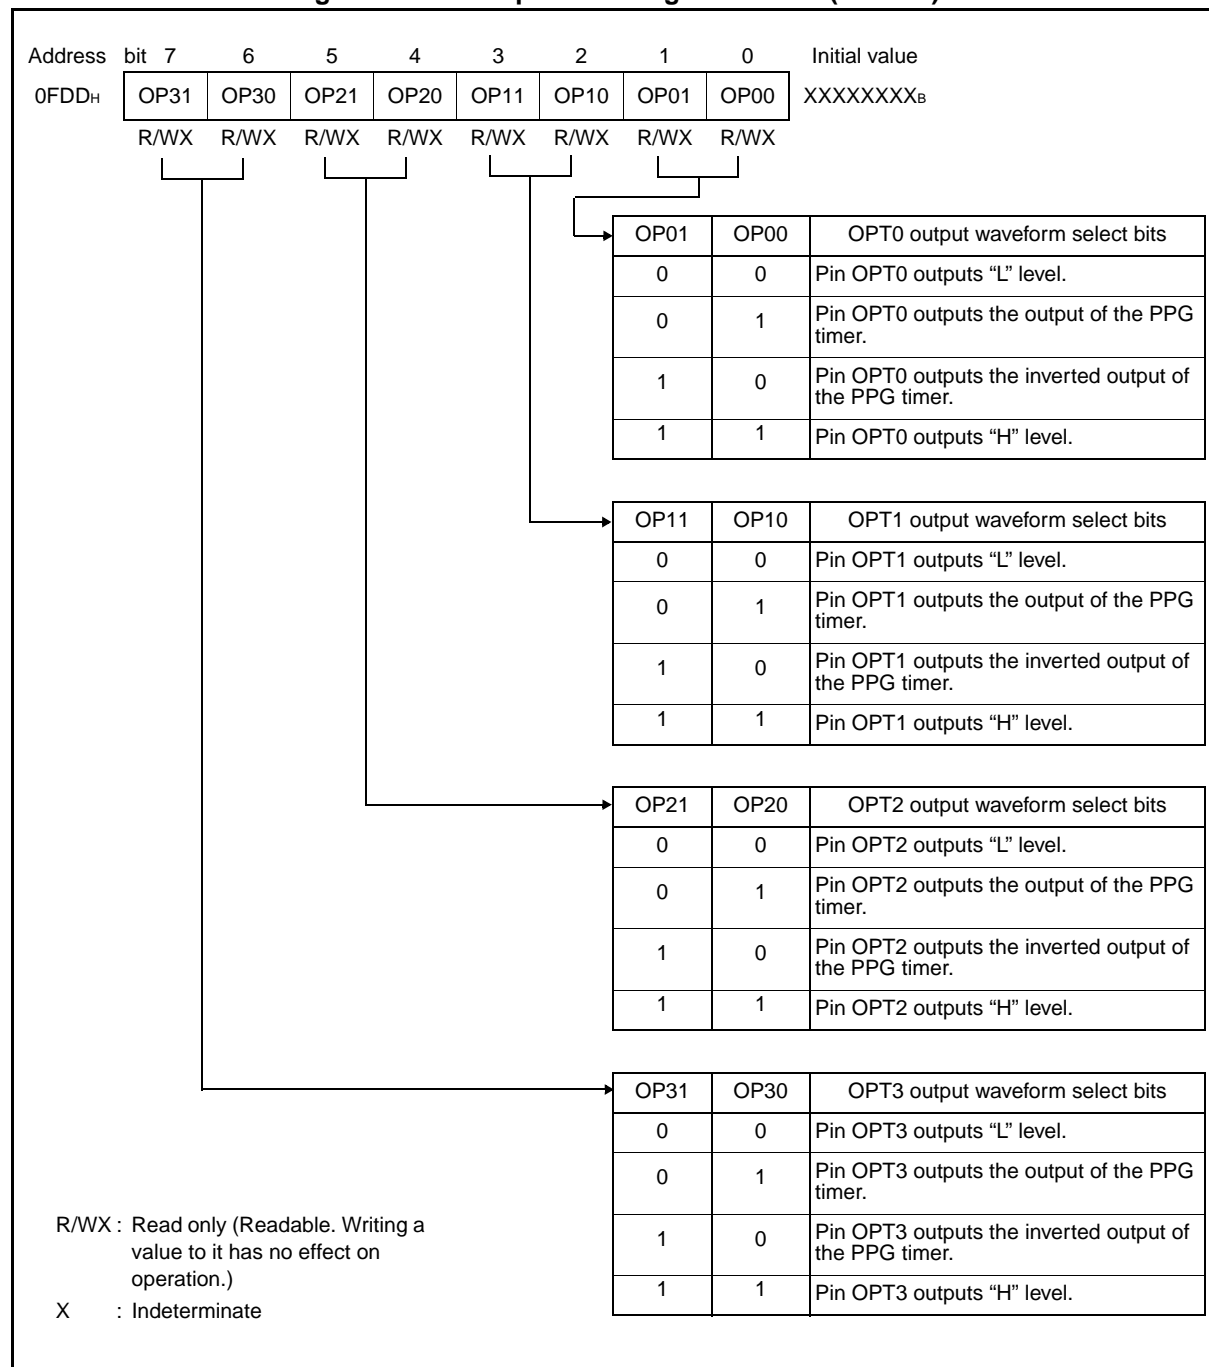 Address bit 7 6 5 4 3 2 1 0 Initial value
0FDDH OP31 OP30 OP21 OP20 OP11 OP10 OP01 OP00 XXXXXXXXB
R/WX R/WX R/WX R/WX R/WX R/WX R/WX R/WX
OP01 OP00 OPT0 output waveform select bits
0 0 Pin OPT0 outputs “L” level.
0 1 Pin OPT0 outputs the output of the PPG
timer.
1 0 Pin OPT0 outputs the inverted output of
the PPG timer.
1 1 Pin OPT0 outputs “H” level.
OP11 OP10 OPT1 output waveform select bits
0 0 Pin OPT1 outputs “L” level.
0 1 Pin OPT1 outputs the output of the PPG
timer.
1 0 Pin OPT1 outputs the inverted output of
the PPG timer.
1 1 Pin OPT1 outputs “H” level.
OP21 OP20 OPT2 output waveform select bits
0 0 Pin OPT2 outputs “L” level.
0 1 Pin OPT2 outputs the output of the PPG
timer.
1 0 Pin OPT2 outputs the inverted output of
the PPG timer.
1 1 Pin OPT2 outputs “H” level.
OP31 OP30 OPT3 output waveform select bits
0 0 Pin OPT3 outputs “L” level.
0 1 Pin OPT3 outputs the output of the PPG
timer.
1 0 Pin OPT3 outputs the inverted output of
the PPG timer.
1 1 Pin OPT3 outputs “H” level.
R/WX : Read only (Readable. Writing a
value to it has no effect on
operation.)
X : Indeterminate